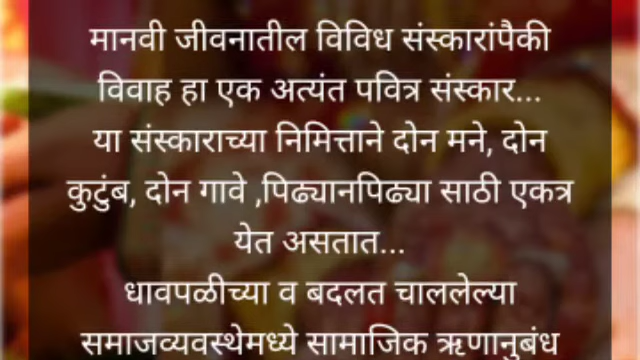 मानवी जीवनातील विविध संस्कारांपैकी
विवाह हा एक अत्यंत पवित्र संस्कार...
या संस्काराच्या निमित्ताने दोन मने, दोन
कुटुंब, दोन गावे ,पिढ्यानपिढ्या साठी एकत्र
येत असतात...
धावपळीच्या व बदलत चाललेल्या
समाजव्यवस्थेमध्ये सामाजिक ऋणानुबंध